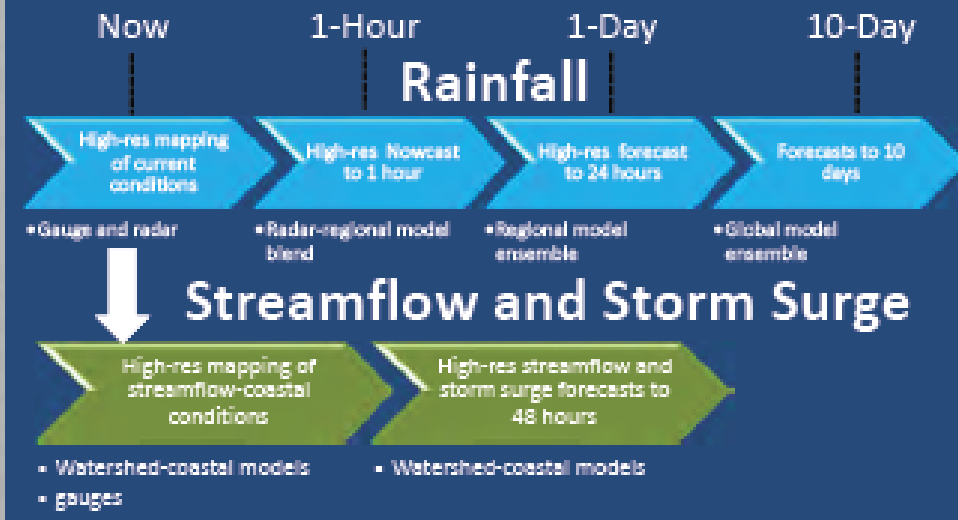 Now 1-Hour 1-Day 10-Day
Rainfall
High-res mapping
of current
conditions
High-res Nowcast
to 1 hour
High-res forecast
to 24 hours
Forecasts to 10
days
•Gauge and radar
•Radar-regional model
blend
•Regional model
ensemble
•Global model
ensemble
Streamflow and Storm Surge
High-res mapping of
streamflow-coastal
conditions
High-res streamflow and
storm surge forecasts to
48 hours
• Watershed-coastal models
• gauges
• Watershed-coastal models